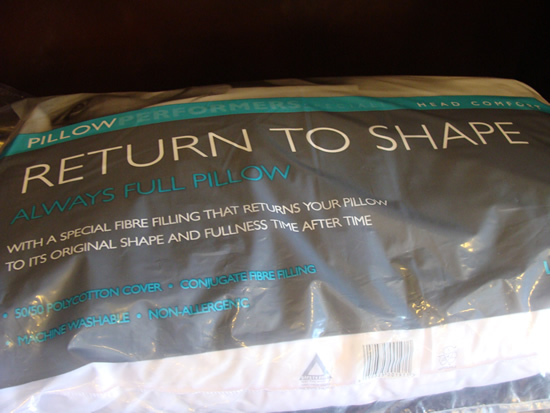 PILLOWPERFORMERS HEAD COMFORT
RETURN TO SHAPE
ALWAYS FULL PILLOW
WITH A SPECIAL FIBRE FILLING THAT RETURNS YOUR PILLOW
TO ITS ORIGINAL SHAPE AND FULLNESS TIME AFTER TIME
• 50/50 POLYCOTTON COVER • CONJUGATE FIBRE FILLING
• MACHINE WASHABLE • NON-ALLERGENIC